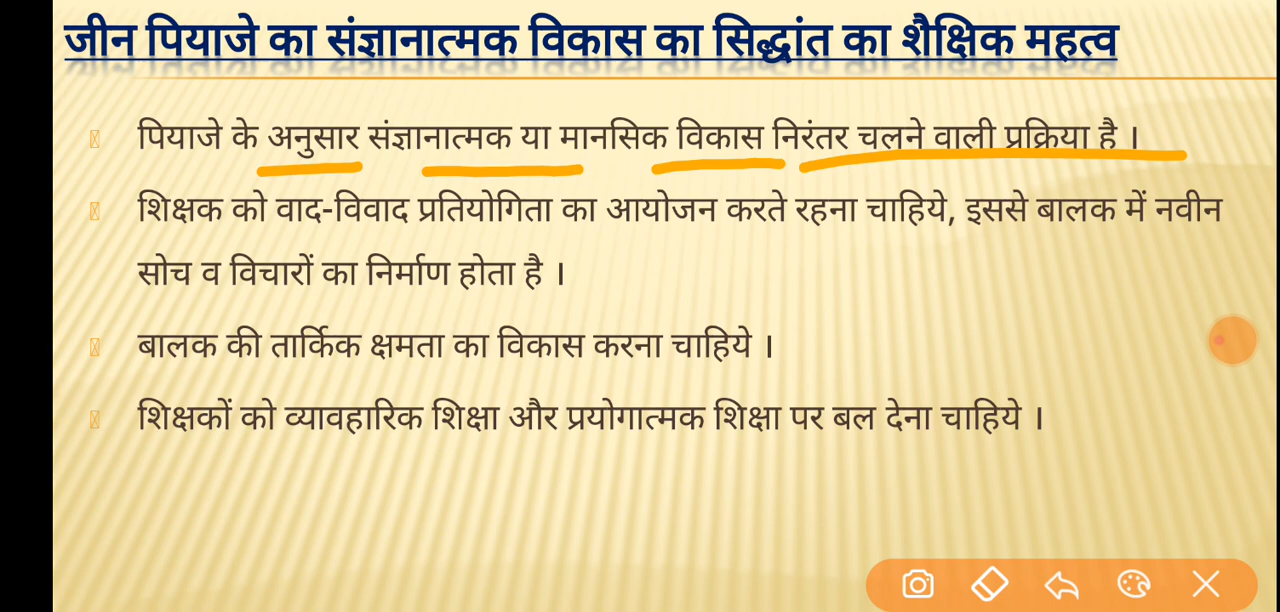 जीन पियाजे का संज्ञानात्मक विकास का सिद्धांत का शैक्षिक महत्व
पियाजे के अनुसार संज्ञानात्मक या मानसिक विकास निरंतर चलने वाली प्रक्रिया है ।
शिक्षक को वाद-विवाद प्रतियोगिता का आयोजन करते रहना चाहिये, इससे बालक में नवीन
सोच व विचारों का निर्माण होता है ।
बालक की तार्किक क्षमता का विकास करना चाहिये ।
शिक्षकों को व्यावहारिक शिक्षा और प्रयोगात्मक शिक्षा पर बल देना चाहिये ।